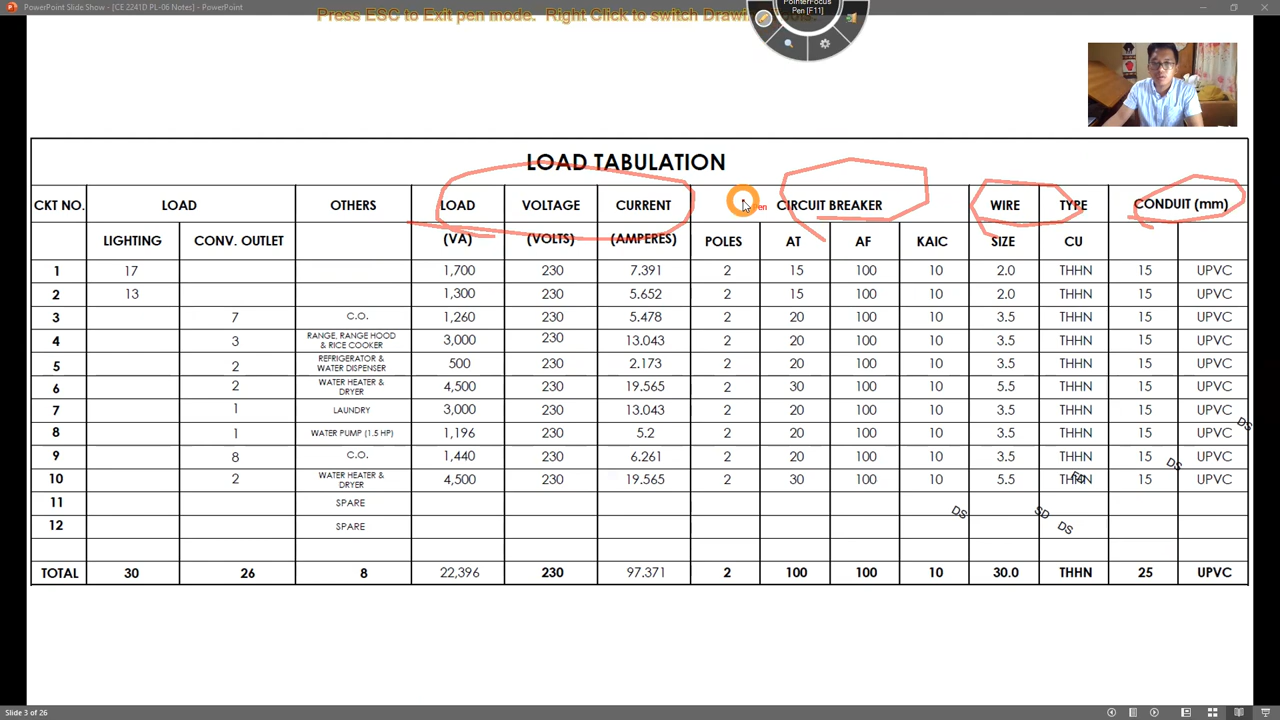 PowerPoint Slide Show - [CE 2241D PL-06 Notes] - PowerPoint
Press ESC to Exit pen mode. Right Click to switch Drawing Tools.
PointerFocus
Pen [F11]
LOAD TABULATION
CKT NO. LOAD OTHERS LOAD VOLTAGE CURRENT CIRCUIT BREAKER WIRE TYPE CONDUIT (mm)
LIGHTING CONV. OUTLET (VA) (VOLTS) (AMPERES) POLES AT AF KAIC SIZE CU
1 17 1,700 230 7.391 2 15 100 10 2.0 THHN 15 UPVC
2 13 1,300 230 5.652 2 15 100 10 2.0 THHN 15 UPVC
3 7 C.O. 1,260 230 5.478 2 20 100 10 3.5 THHN 15 UPVC
4 3 RANGE, RANGE HOOD & RICE COOKER 3,000 230 13.043 2 20 100 10 3.5 THHN 15 UPVC
5 2 REFRIGERATOR & WATER DISPENSER 500 230 2.173 2 20 100 10 3.5 THHN 15 UPVC
6 2 WATER HEATER & DRYER 4,500 230 19.565 2 30 100 10 5.5 THHN 15 UPVC
7 1 LAUNDRY 3,000 230 13.043 2 20 100 10 3.5 THHN 15 UPVC
8 1 WATER PUMP (1.5 HP) 1,196 230 5.2 2 20 100 10 3.5 THHN 15 UPVC
DS
9 8 C.O. 1,440 230 6.261 2 20 100 10 3.5 THHN 15 UPVC
DS
10 2 WATER HEATER & DRYER 4,500 230 19.565 2 30 100 10 5.5 THHN 15 UPVC
11 SPARE
DS SD
12 SPARE
DS
TOTAL 30 26 8 22,396 230 97.371 2 100 100 10 30.0 THHN 25 UPVC
Slide 3 of 26